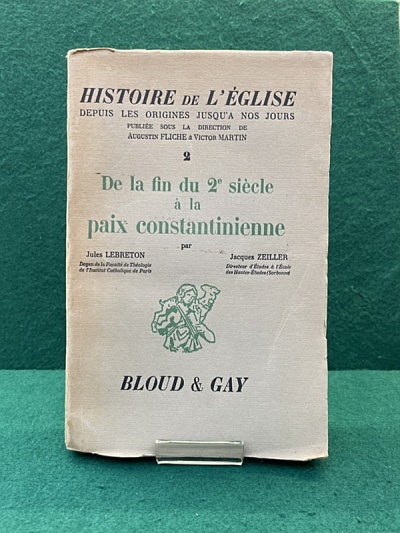 HISTOIRE DE L'ÉGLISE
DEPUIS LES ORIGINES JUSQU'A NOS JOURS
PUBLIÉE SOUS LA DIRECTION DE
AUGUSTIN FLICHE & VICTOR MARTIN
2
De la fin du 2e siècle
à la
paix constantinienne
par
Jules LEBRETON
Doyen de la Faculté de Théologie
de l'Institut Catholique de Paris
Jacques ZEILLER
Directeur d'Études à l'École
des Hautes-Études (Sorbonne)
BLOUD & GAY